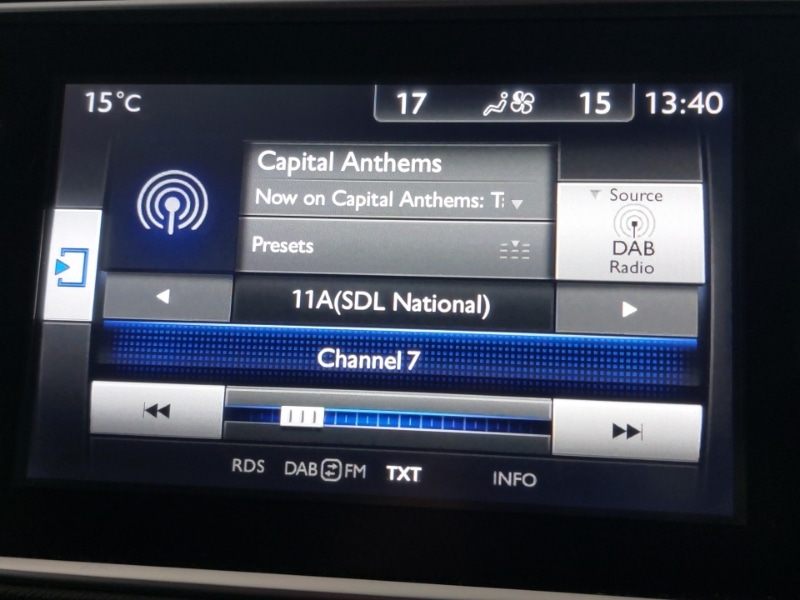 15°C 17 15 13:40
Capital Anthems
Now on Capital Anthems:
Source
DAB
Radio
Presets
11A(SDL National)
Channel 7
RDS DAB FM TXT INFO